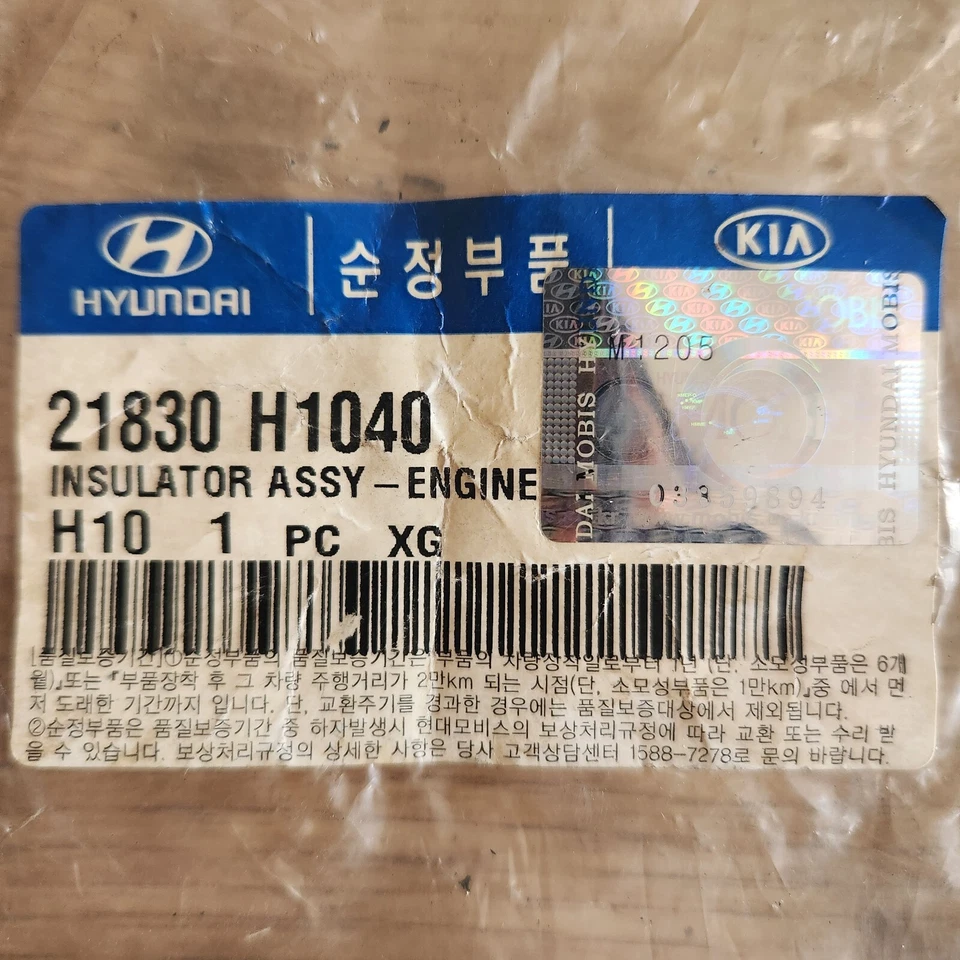 HYUNDAI
순정부품
KIA
M1205
21830 H1040
INSULATOR ASSY – ENGINE
H10 1 PC XG
MOBIS
HYUNDAI MOBIS
[품질보증기간]①순정부품의 품질보증기간은 부품의 차량장착일로부터 1년 (단, 소모성부품은 6개
월)』또는 『부품장착 후 그 차량 주행거리가 2만km 되는 시점(단, 소모성부품은 1만km)』중 에서 먼
저 도래한 기간까지 입니다. 단, 교환주기를 경과한 경우에는 품질보증대상에서 제외됩니다.
②순정부품은 품질보증기간 중 하자발생시 현대모비스의 보상처리규정에 따라 교환 또는 수리 받
을 수 있습니다. 보상처리규정의 상세한 사항은 당사 고객상담센터 1588-7278로 문의 바랍니다.